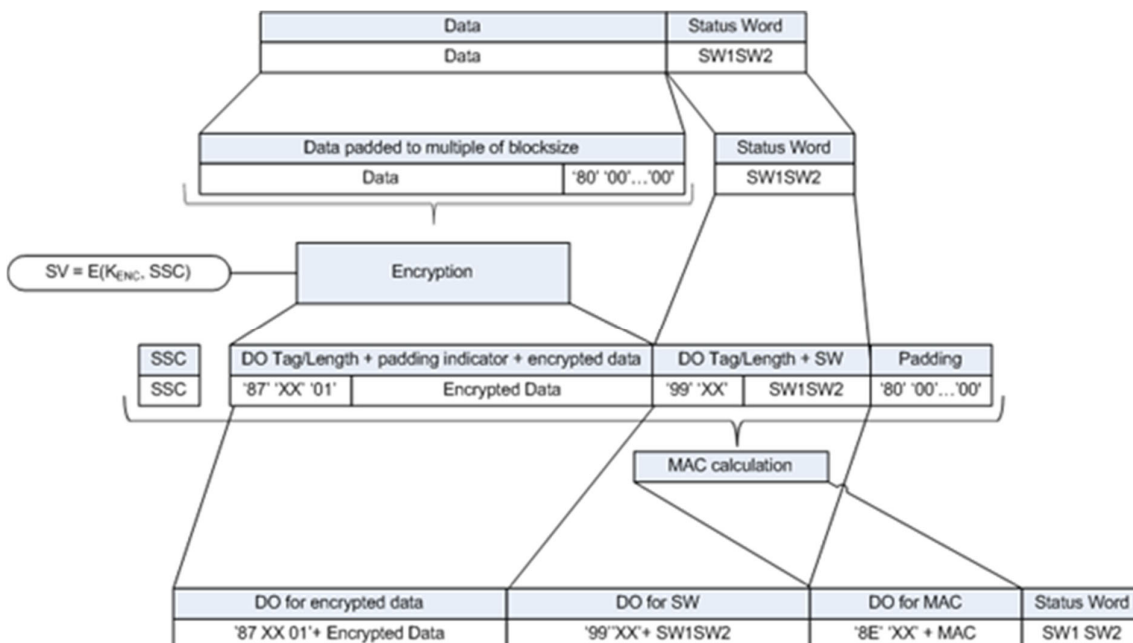 Data Status Word
Data SW1SW2
Data padded to multiple of blocksize Status Word
Data '80' '00'...'00' SW1SW2
SV = E(KENC, SSC) Encryption
SSC DO Tag/Length + padding indicator + encrypted data DO Tag/Length + SW Padding
SSC '87' 'XX' '01' Encrypted Data '99' 'XX' SW1SW2 '80' '00'...'00'
MAC calculation
DO for encrypted data DO for SW DO for MAC Status Word
'87 XX 01'+ Encrypted Data '99''XX'+ SW1SW2 '8E' 'XX' + MAC SW1 SW2